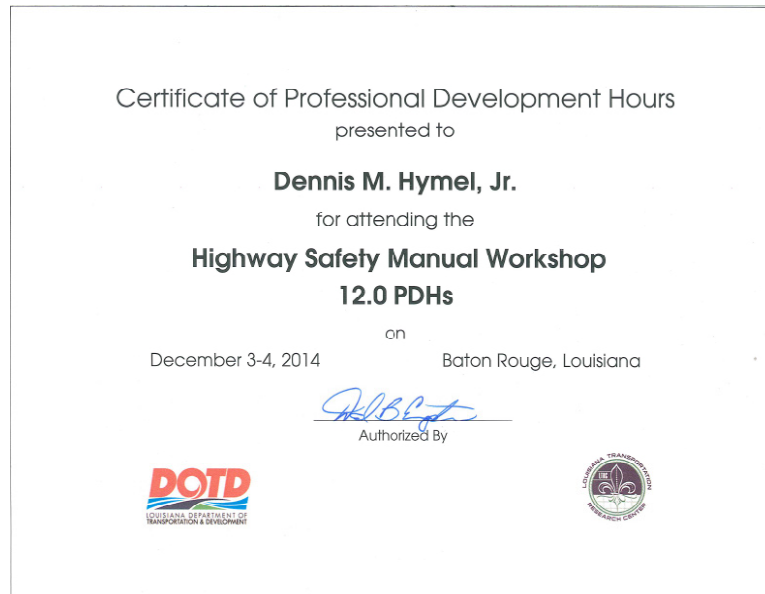 Certificate of Professional Development Hours
presented to
Dennis M. Hymel, Jr.
for attending the
Highway Safety Manual Workshop
12.0 PDHs
on
December 3-4, 2014
Baton Rouge, Louisiana
Authorized By
DOTD
LOUISIANA DEPARTMENT OF
TRANSPORTATION & DEVELOPMENT
LOUISIANA TRANSPORTATION
LTRC
RESEARCH CENTER